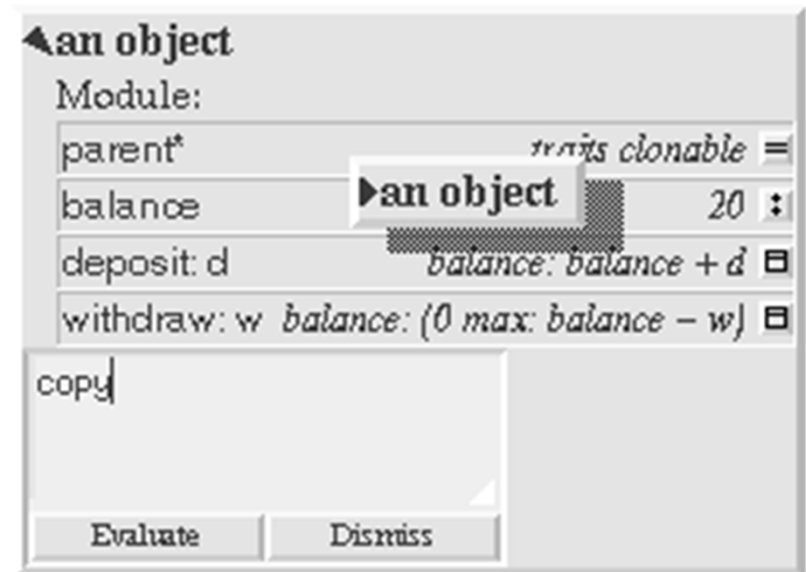 an object
Module:
parent* traits clonable =
an object
balance 20 :
deposit: d balance: balance + d
withdraw: w balance: (0 max: balance – w)
copy
Evaluate Dismiss